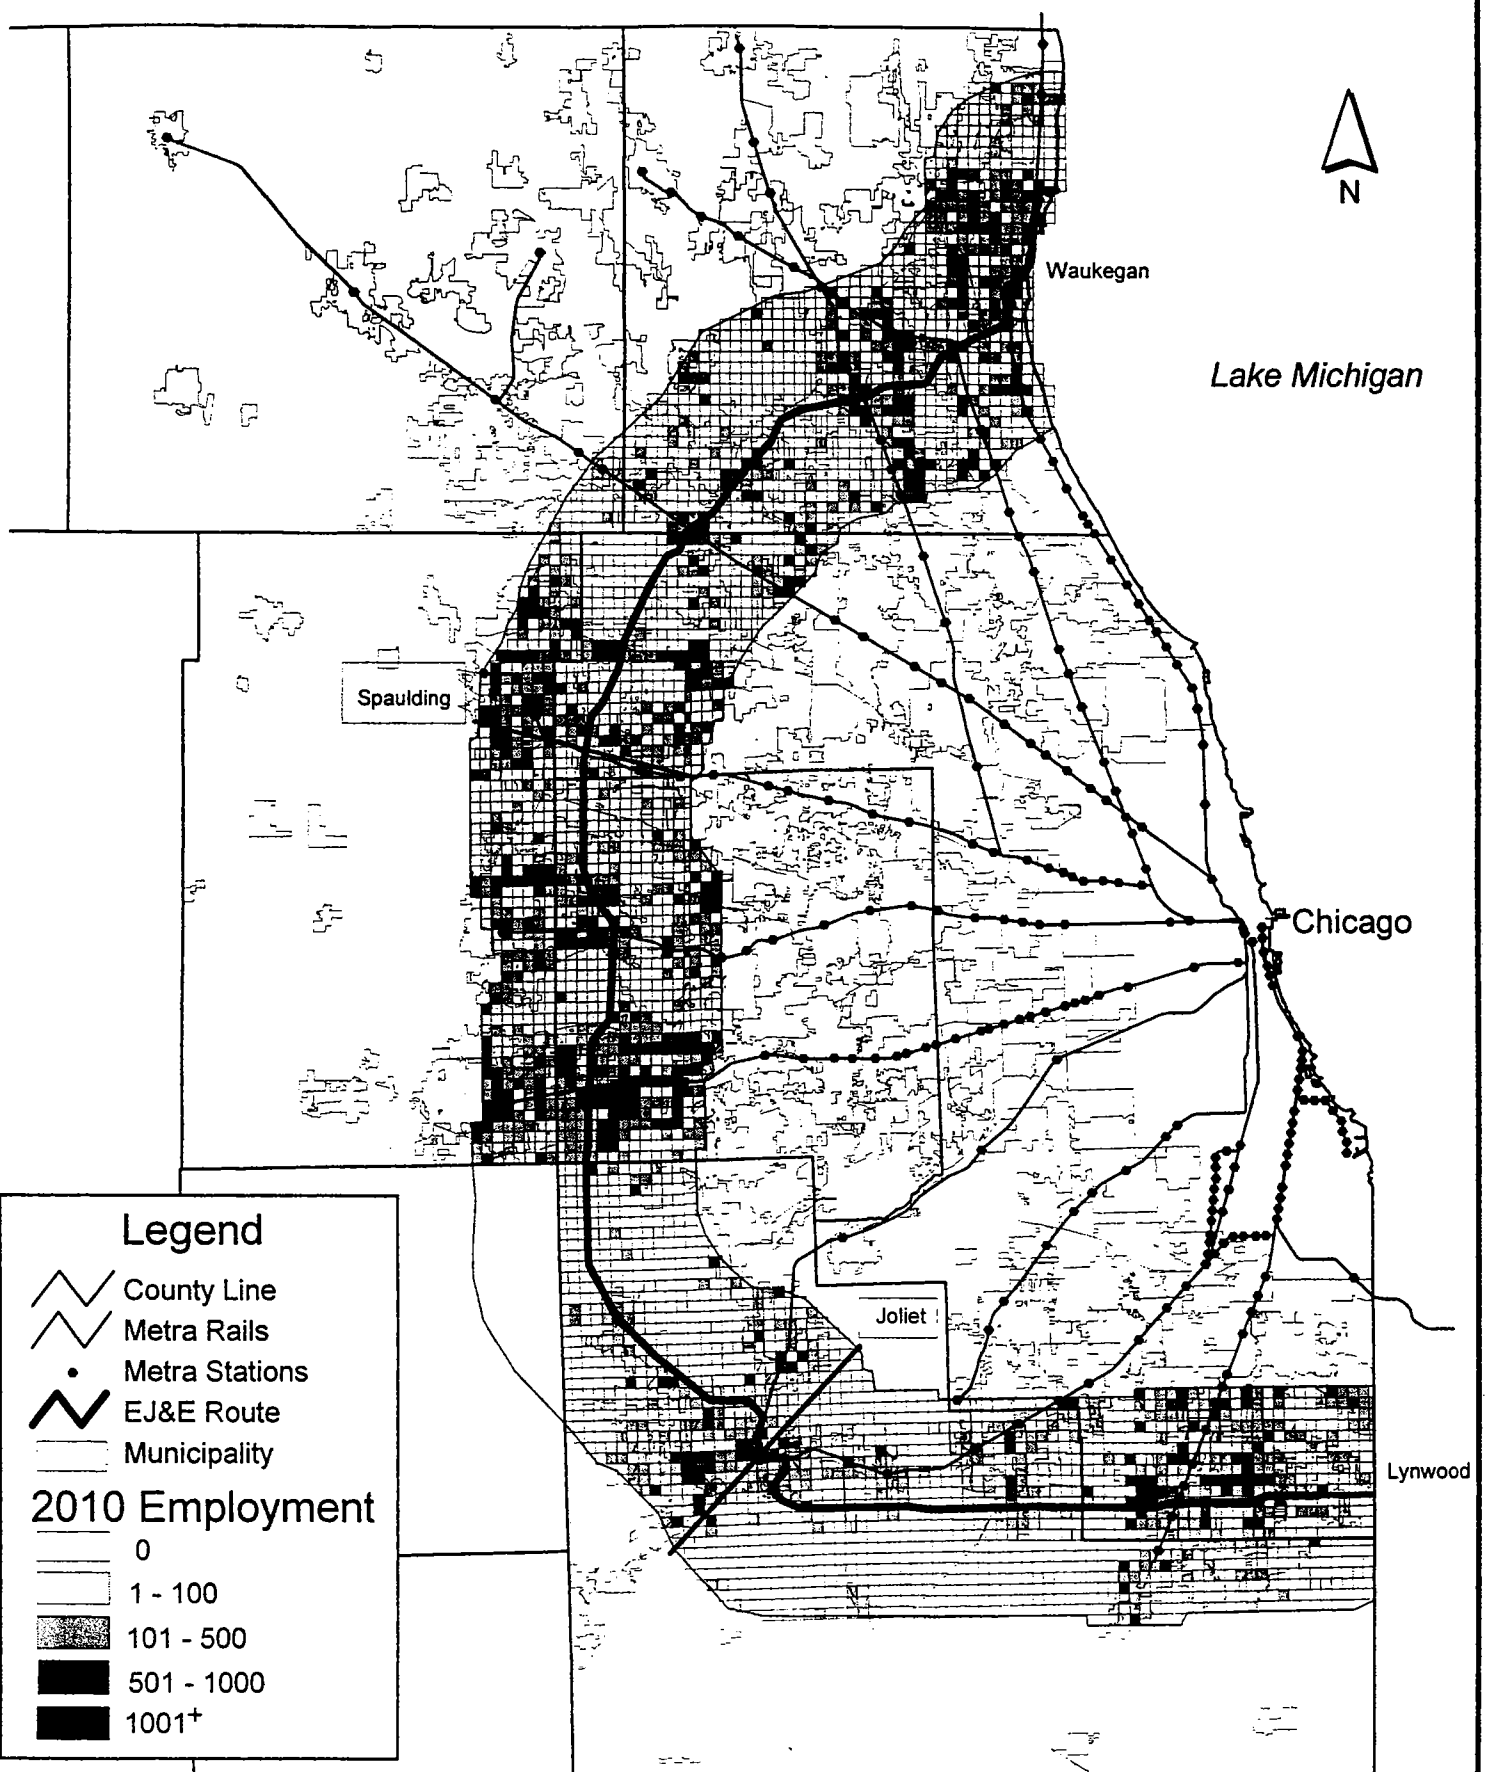 N
Waukegan
Lake Michigan
Spaulding
Chicago
Legend
County Line
Metra Rails
Metra Stations
EJ&E Route
Municipality
2010 Employment
0
1 - 100
101 - 500
501 - 1000
1001+
Joliet
Lynwood